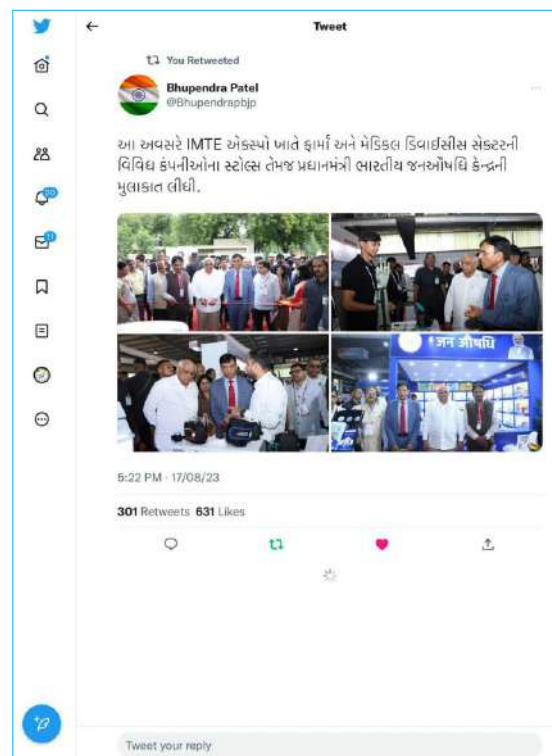 Tweet
You Retweeted
Bhupendra Patel
@Bhupendrapbjp
આ અવસરે IMTE એક્સ્પો ખાતે ફાર્મા અને મેડિકલ ડિવાઈસીસ સેક્ટરની
વિવિધ કંપનીઓના સ્ટોલ્સ તેમજ પ્રધાનમંત્રી ભારતીય જનઔષધિ કેન્દ્રની
મુલાકાત લીધી.
जन औषधि
5:22 PM · 17/08/23
301 Retweets 631 Likes
Tweet your reply